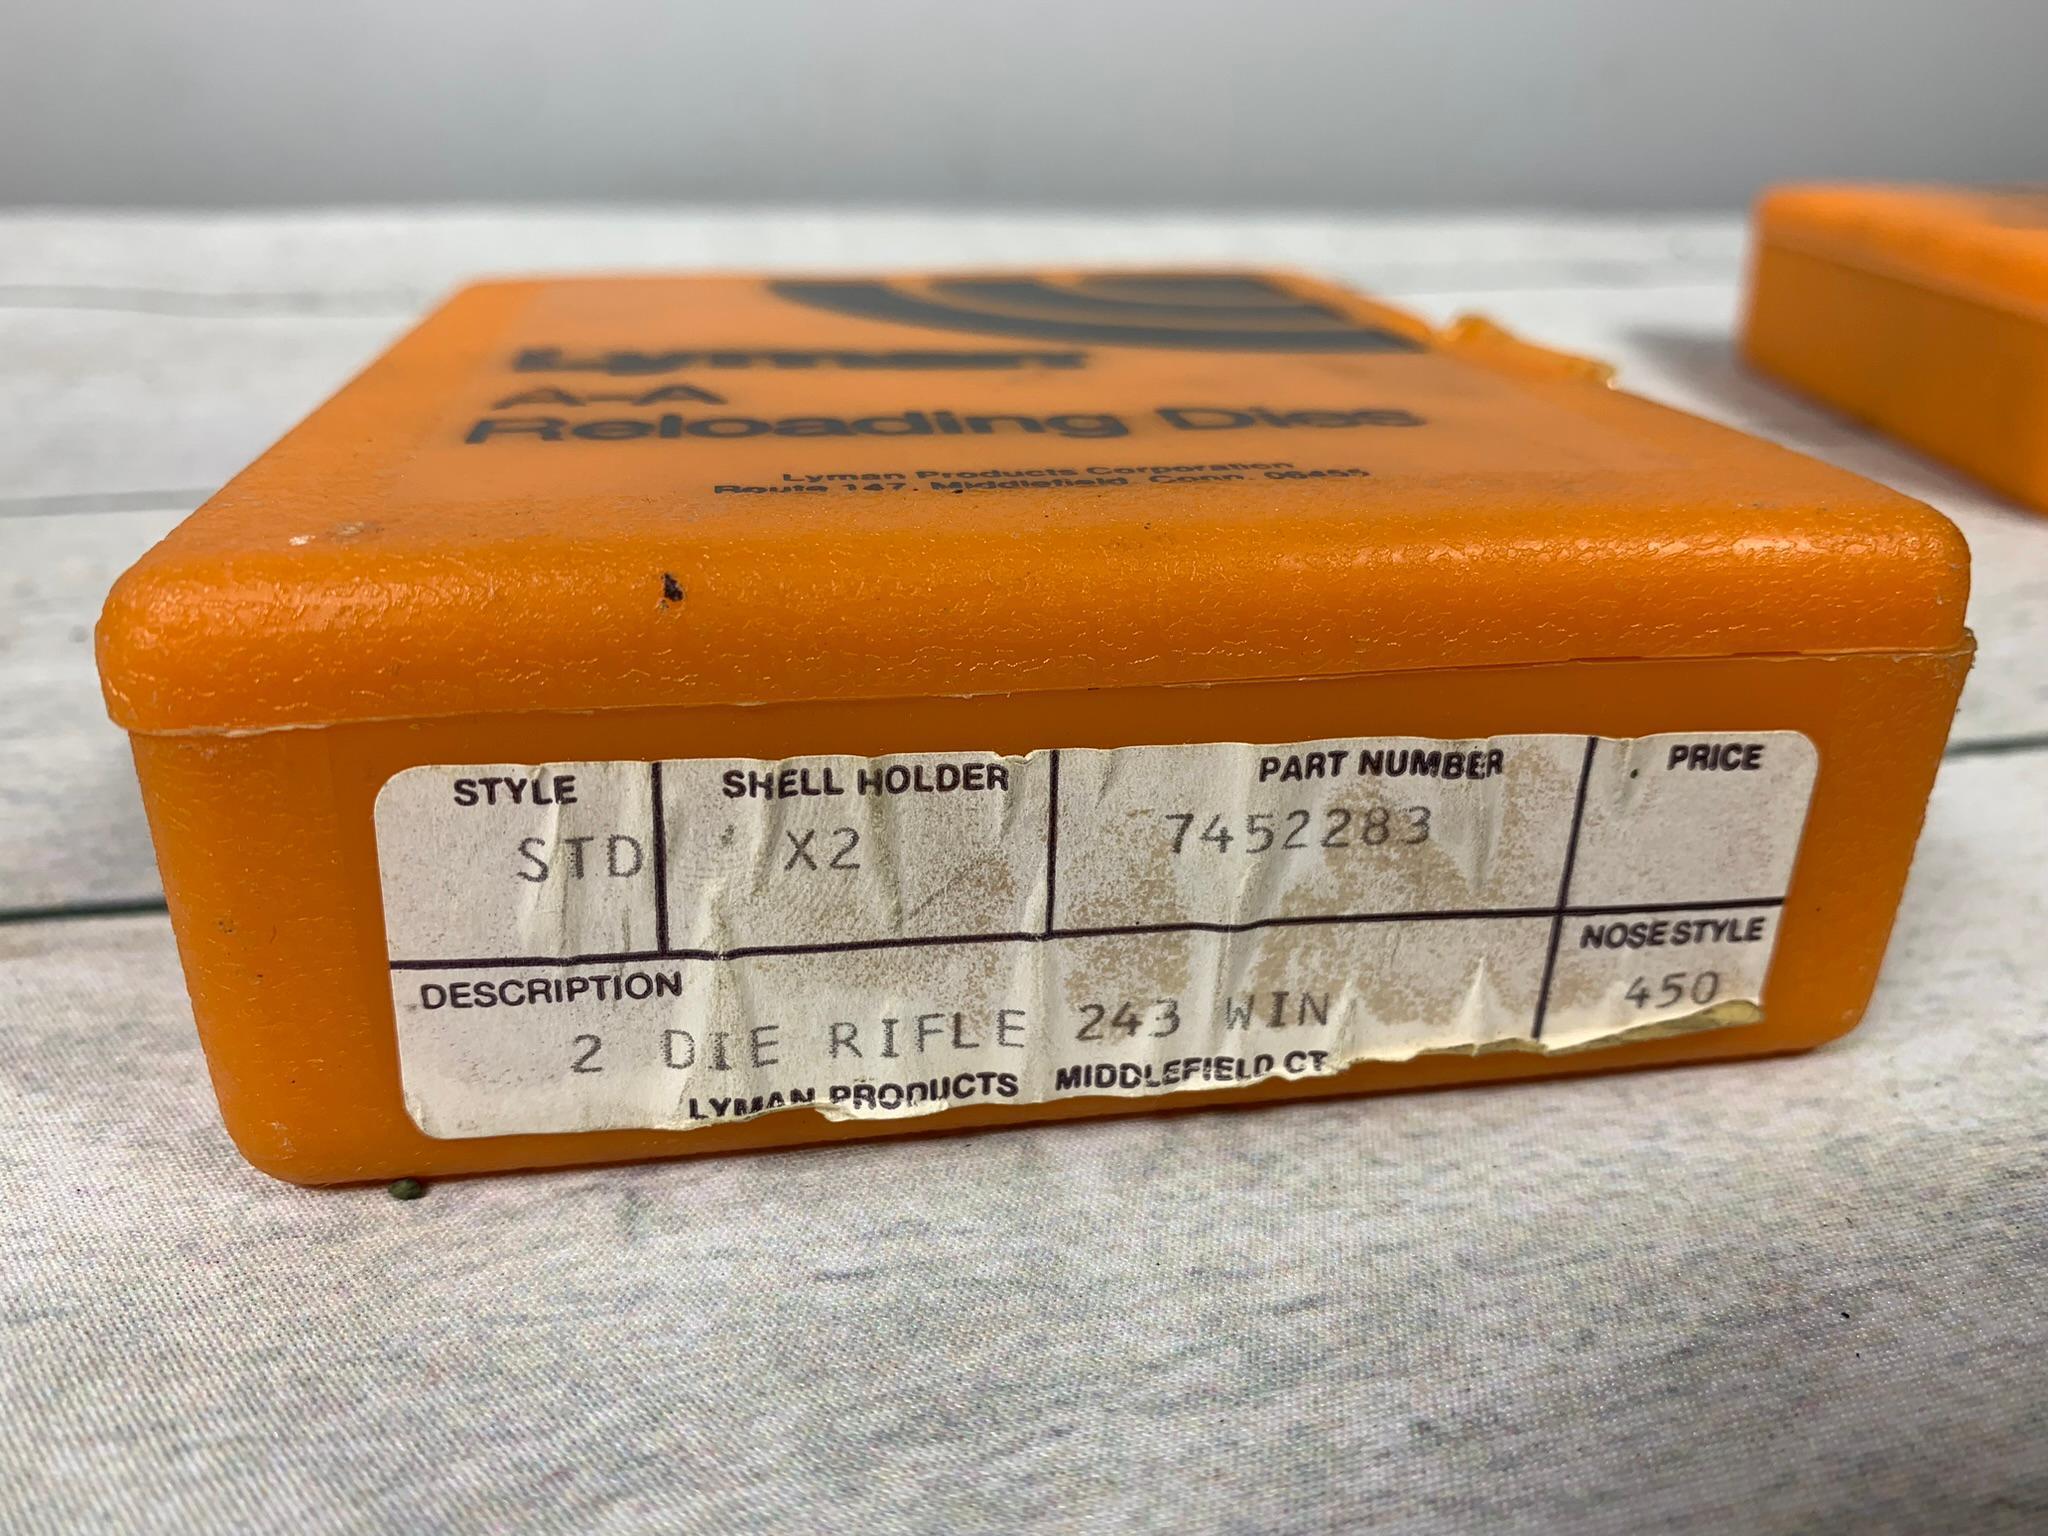 Lyman
A-A
Reloading Dies
Lyman Products Corporation
Route 147, Middlefield, Conn. 06455
STYLE SHELL HOLDER PART NUMBER PRICE
STD X2 7452283
DESCRIPTION NOSE STYLE
2 DIE RIFLE 243 WIN 450
LYMAN PRODUCTS MIDDLEFIELD CT